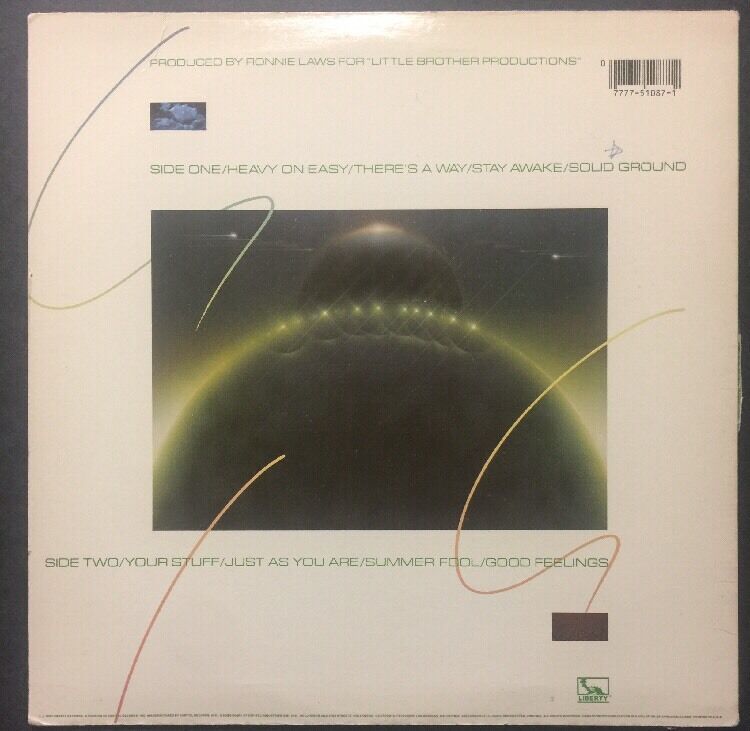 PRODUCED BY RONNIE LAWS FOR "LITTLE BROTHER PRODUCTIONS"
0
7777-51087-1
SIDE ONE/HEAVY ON EASY/THERE'S A WAY/STAY AWAKE/SOLID GROUND
SIDE TWO/YOUR STUFF/JUST AS YOU ARE/SUMMER FOOL/GOOD FEELINGS
LIBERTY